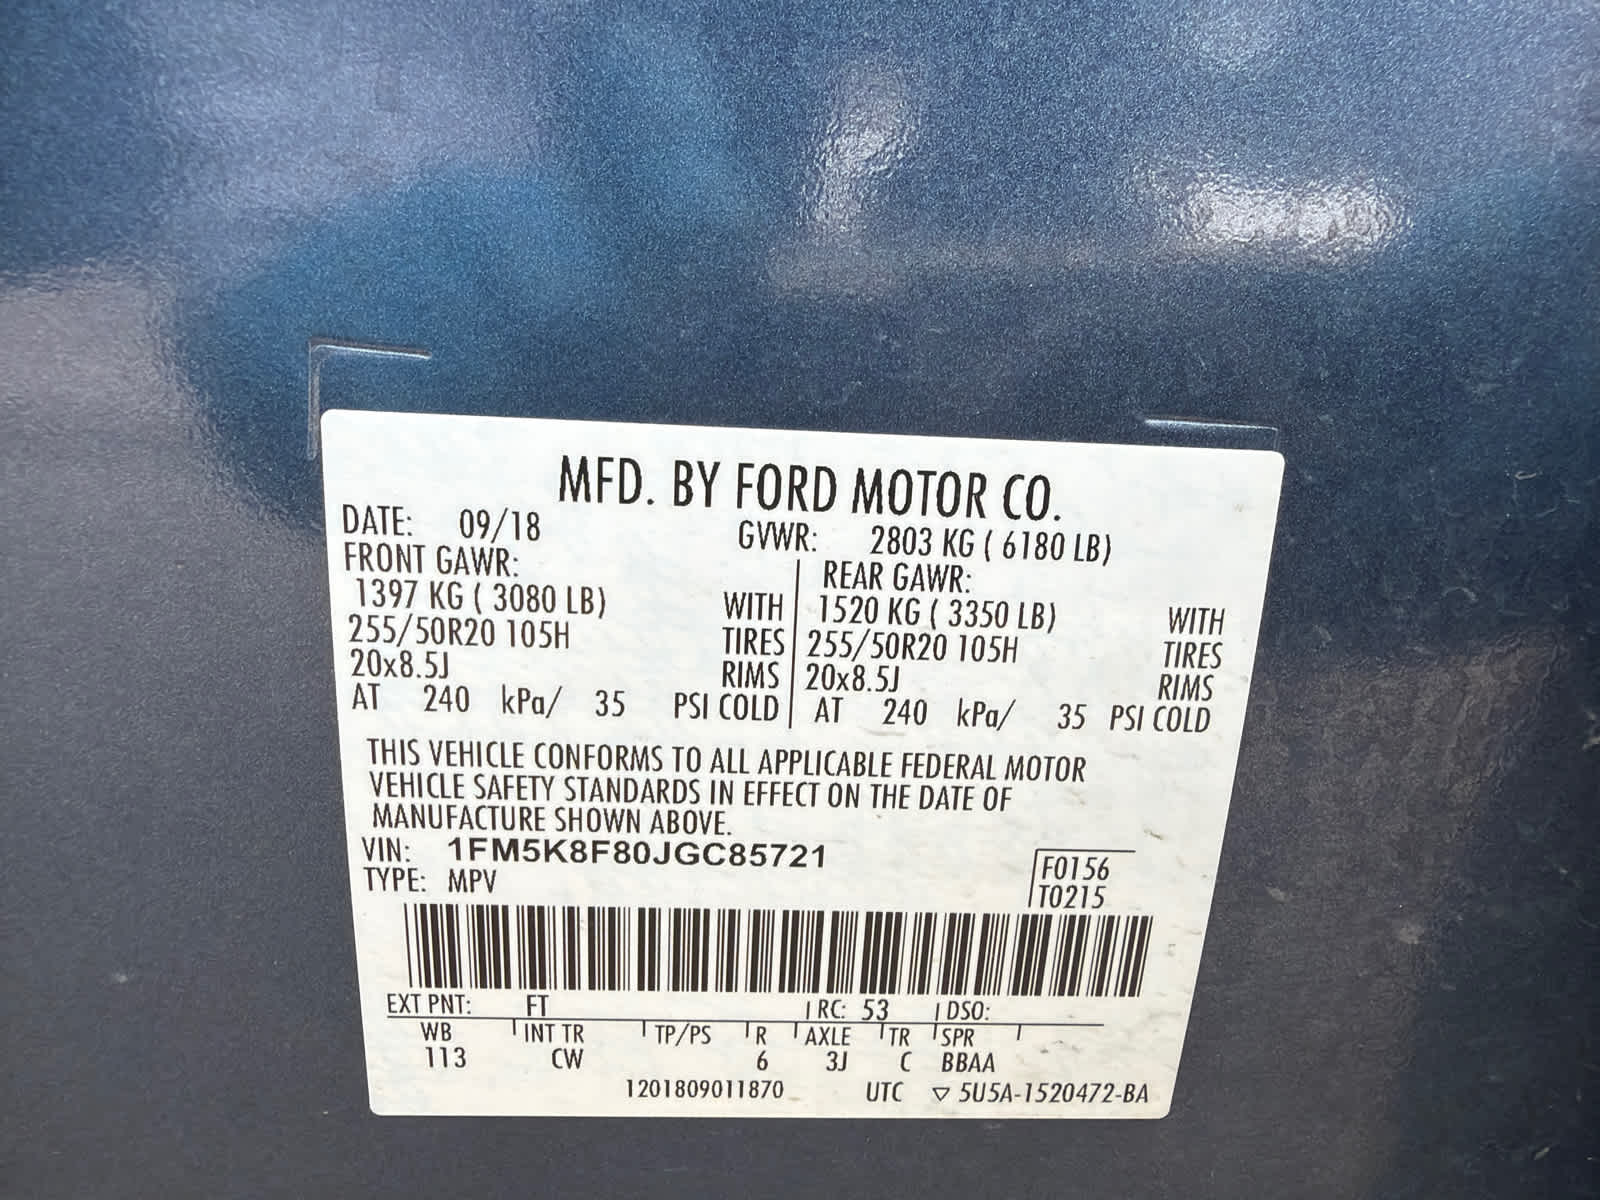 MFD. BY FORD MOTOR CO.
DATE: 09/18 GVWR: 2803 KG ( 6180 LB)
FRONT GAWR: REAR GAWR:
1397 KG ( 3080 LB) WITH 1520 KG ( 3350 LB) WITH
255/50R20 105H TIRES 255/50R20 105H TIRES
20x8.5J RIMS 20x8.5J RIMS
AT 240 kPa/ 35 PSI COLD AT 240 kPa/ 35 PSI COLD
THIS VEHICLE CONFORMS TO ALL APPLICABLE FEDERAL MOTOR
VEHICLE SAFETY STANDARDS IN EFFECT ON THE DATE OF
MANUFACTURE SHOWN ABOVE.
VIN: 1FM5K8F80JGC85721
TYPE: MPV
F0156
T0215
EXT PNT: FT RC: 53 DSO:
WB INT TR TP/PS R AXLE TR SPR
113 CW 6 3J C BBAA
1201809011870 UTC ▽ 5U5A-1520472-BA